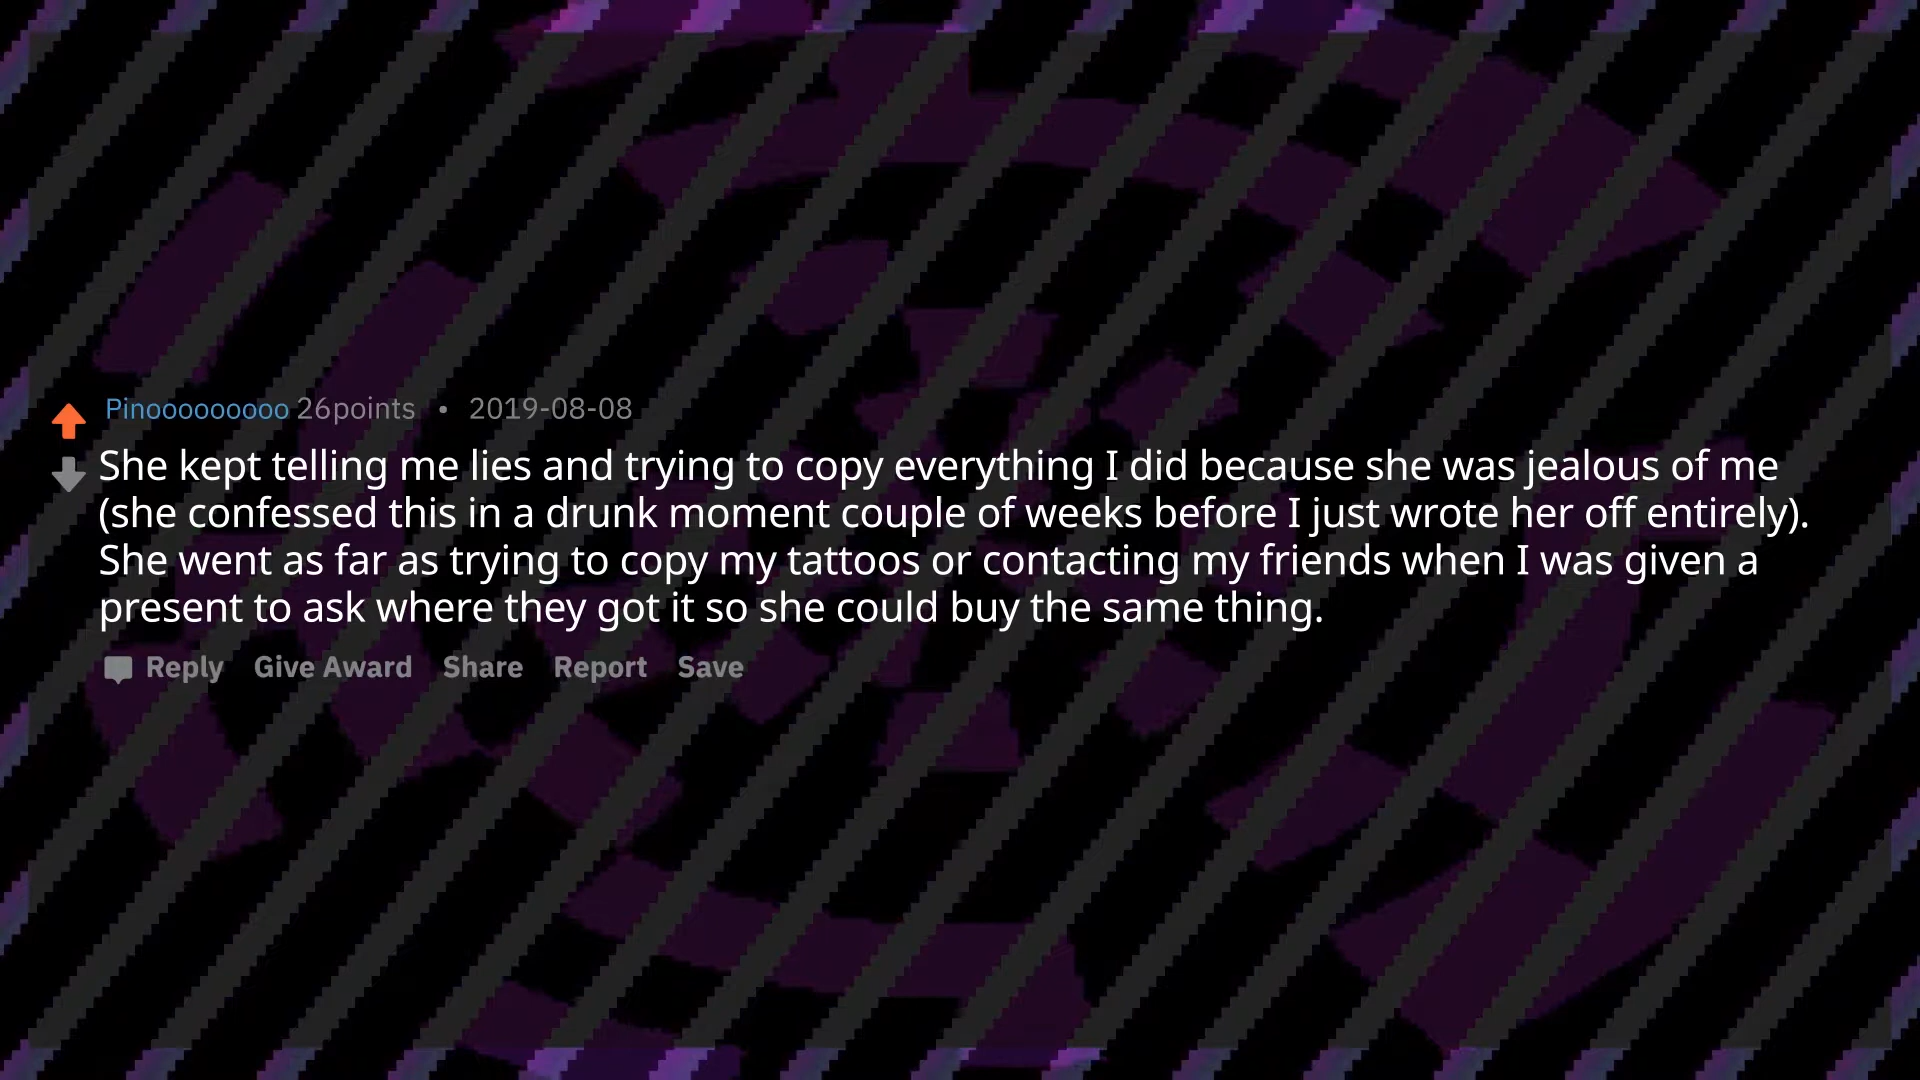 Pinooooooooo 26points • 2019-08-08
She kept telling me lies and trying to copy everything I did because she was jealous of me
(she confessed this in a drunk moment couple of weeks before I just wrote her off entirely).
She went as far as trying to copy my tattoos or contacting my friends when I was given a
present to ask where they got it so she could buy the same thing.
Reply Give Award Share Report Save